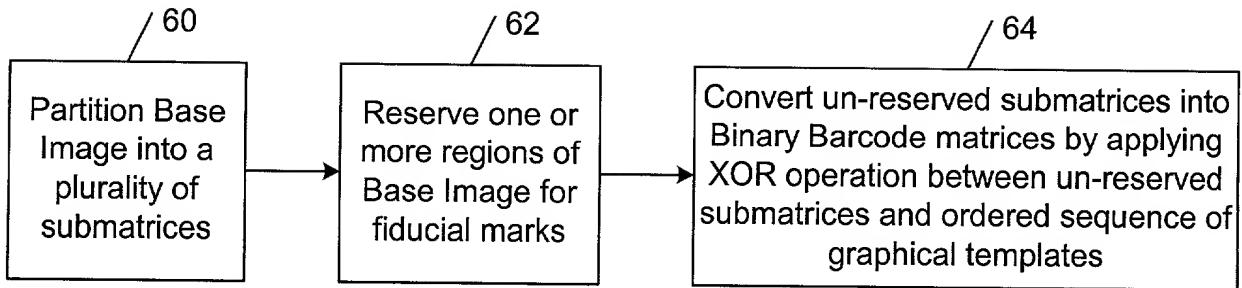 60
Partition Base
Image into a
plurality of
submatrices
62
Reserve one or
more regions of
Base Image for
fiducial marks
64
Convert un-reserved submatrices into
Binary Barcode matrices by applying
XOR operation between un-reserved
submatrices and ordered sequence of
graphical templates